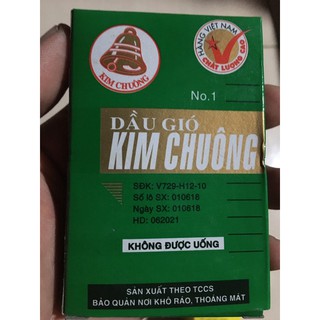 KIM CHUÔNG
HÀNG VIỆT NAM
CHẤT LƯỢNG CAO
No.1
DẦU GIÓ
KIM CHUÔNG
SĐK: V729-H12-10
Số lô SX: 010618
Ngày SX: 010618
HD: 062021
KHÔNG ĐƯỢC UỐNG
SẢN XUẤT THEO TCCS
BẢO QUẢN NƠI KHÔ RÁO, THOÁNG MÁT